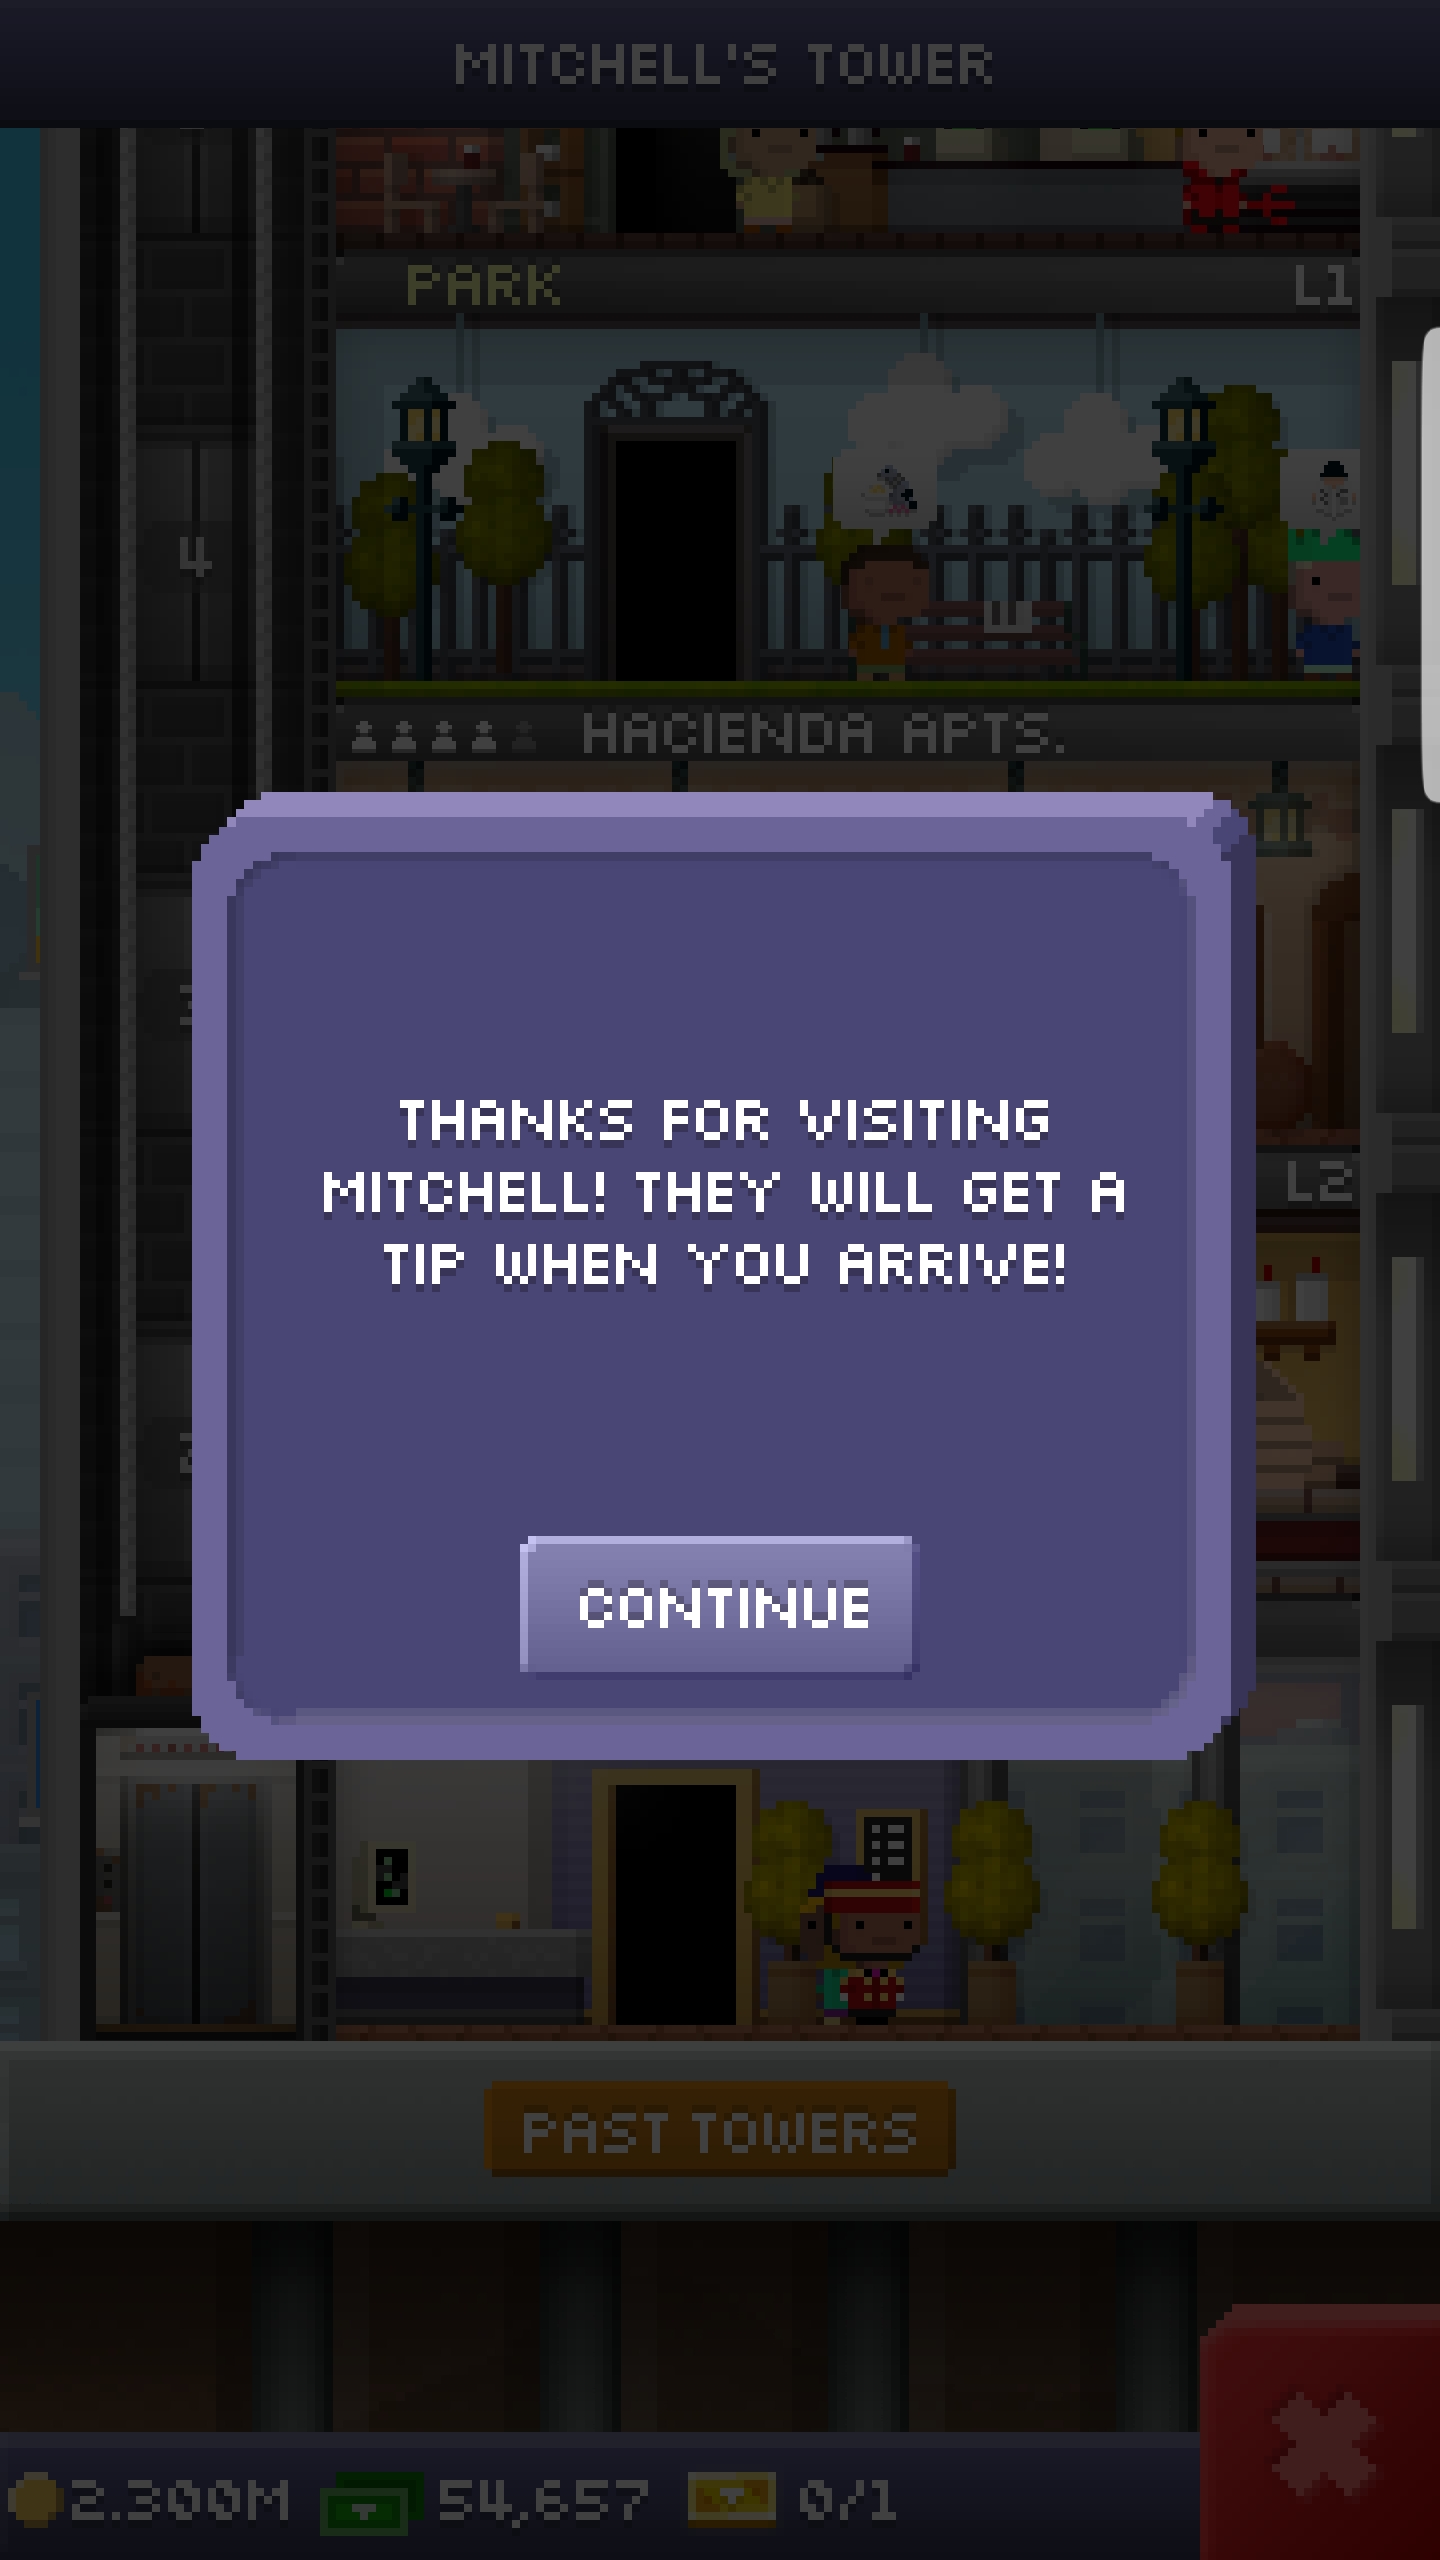 MITCHELL'S TOWER
PARK
L1
4
HACIENDA APTS.
THANKS FOR VISITING
MITCHELL! THEY WILL GET A
TIP WHEN YOU ARRIVE!
L2
CONTINUE
PAST TOWERS
2.300M
54,657
0/1